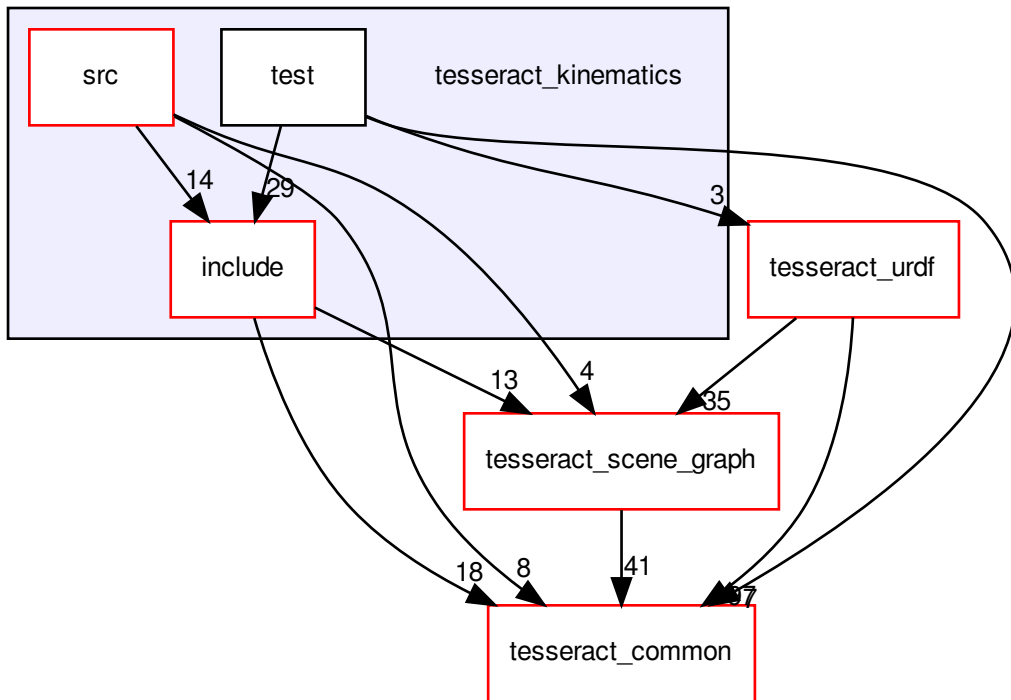 src
test
tesseract_kinematics
14
29
3
include
tesseract_urdf
13
4
35
tesseract_scene_graph
18
8
41
tesseract_common